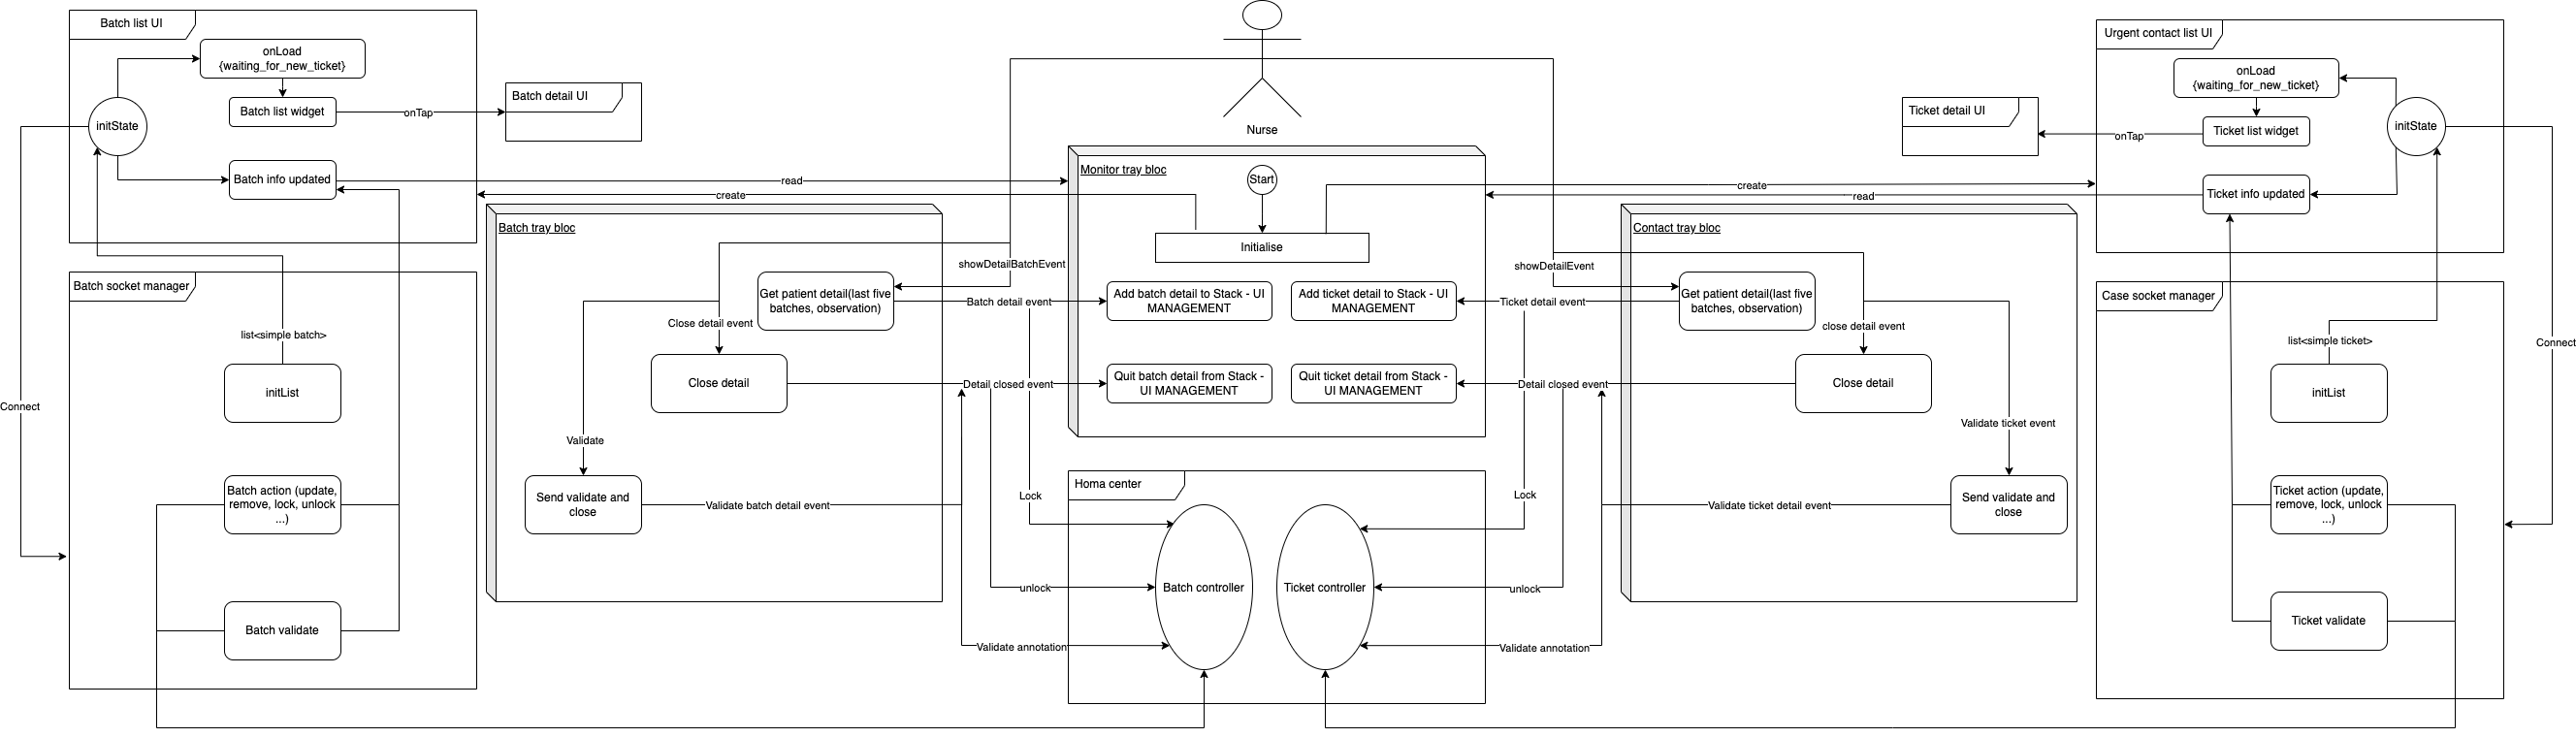 Batch list UI
onLoad
{waiting_for_new_ticket}
initState
Batch list widget
onTap
Batch detail UI
Batch info updated
read
create
Connect
Batch socket manager
list<simple batch>
initList
Batch action (update,
remove, lock, unlock
...)
Batch validate
Batch tray bloc
showDetailBatchEvent
Get patient detail(last five
batches, observation)
Batch detail event
Close detail event
Close detail
Detail closed event
Validate
Send validate and
close
Validate batch detail event
Lock
unlock
Validate annotation
Nurse
Monitor tray bloc
Start
Initialise
Add batch detail to Stack - UI
MANAGEMENT
Add ticket detail to Stack - UI
MANAGEMENT
Quit batch detail from Stack -
UI MANAGEMENT
Quit ticket detail from Stack -
UI MANAGEMENT
Homa center
Batch controller
Ticket controller
create
read
showDetailEvent
Contact tray bloc
Get patient detail(last five
batches, observation)
Ticket detail event
close detail event
Close detail
Detail closed event
Validate ticket event
Send validate and
close
Validate ticket detail event
Lock
unlock
Validate annotation
Urgent contact list UI
onLoad
{waiting_for_new_ticket}
initState
Ticket list widget
onTap
Ticket detail UI
Ticket info updated
Connect
Case socket manager
list<simple ticket>
initList
Ticket action (update,
remove, lock, unlock
...)
Ticket validate